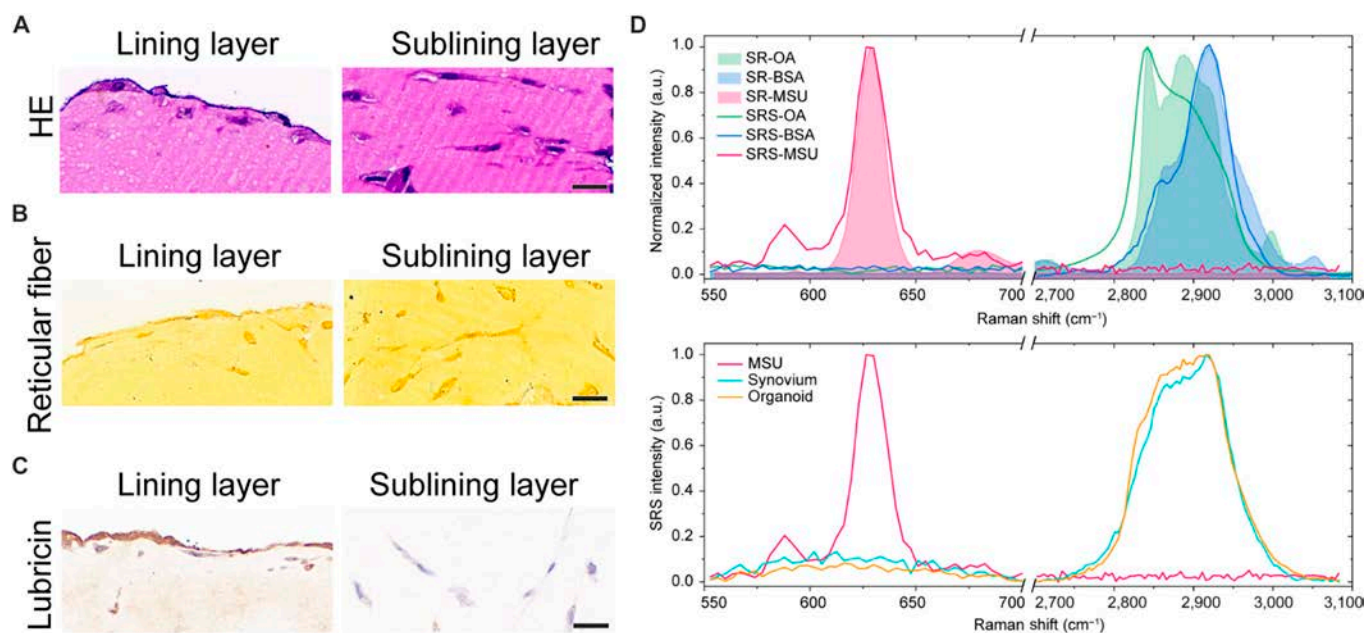 A
Lining layer
Sublining layer
HE
B
Lining layer
Sublining layer
Reticular fiber
C
Lining layer
Sublining layer
Lubricin
D
Normalized intensity (a.u.)
1.0
0.8
0.6
0.4
0.2
0.0
SR-OA
SR-BSA
SR-MSU
SRS-OA
SRS-BSA
SRS-MSU
550 600 650 700 2,700 2,800 2,900 3,000 3,100
Raman shift (cm⁻¹)
SRS intensity (a.u.)
1.0
0.8
0.6
0.4
0.2
0.0
MSU
Synovium
Organoid
550 600 650 700 2,700 2,800 2,900 3,000 3,100
Raman shift (cm⁻¹)